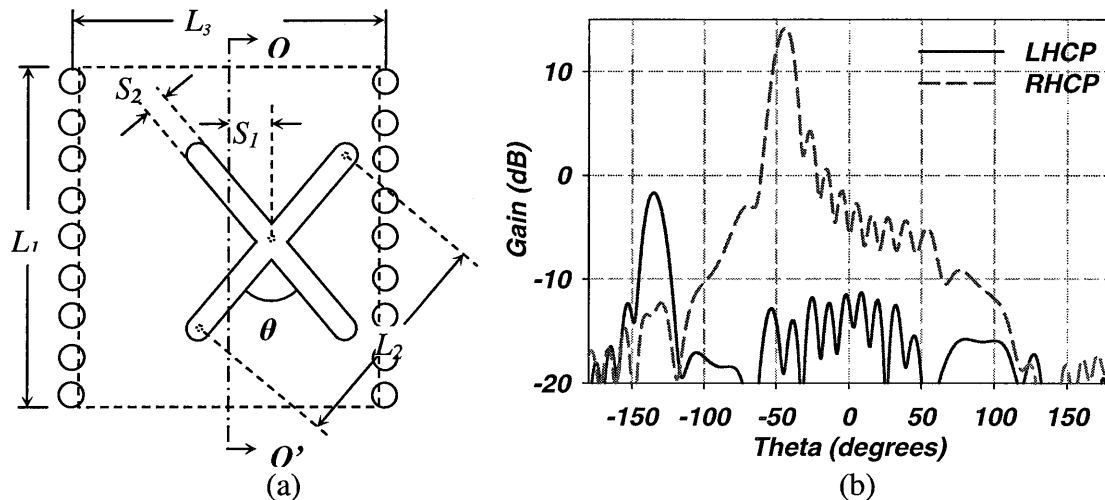 L3
O
S2
S1
L1
θ
L2
O'
(a)
LHCP
RHCP
10
0
-10
-20
Gain (dB)
-150 -100 -50 0 50 100 150
Theta (degrees)
(b)